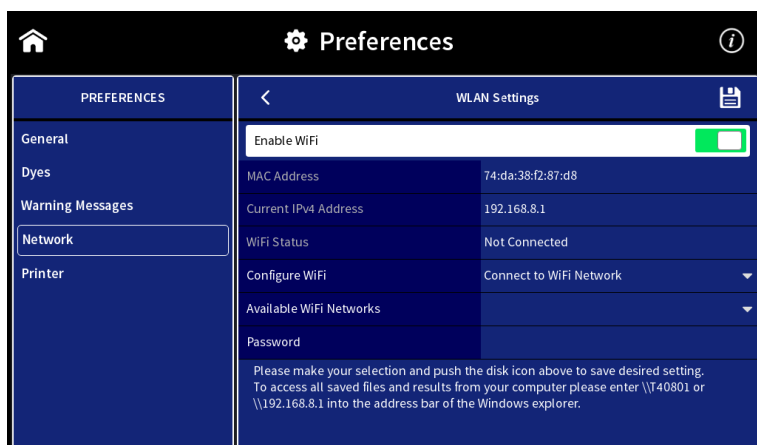 Preferences
i
PREFERENCES
WLAN Settings
General
Enable WiFi
Dyes
MAC Address 74:da:38:f2:87:d8
Warning Messages
Current IPv4 Address 192.168.8.1
Network
WiFi Status Not Connected
Printer
Configure WiFi Connect to WiFi Network
Available WiFi Networks
Password
Please make your selection and push the disk icon above to save desired setting.
To access all saved files and results from your computer please enter \\T40801 or
\\192.168.8.1 into the address bar of the Windows explorer.